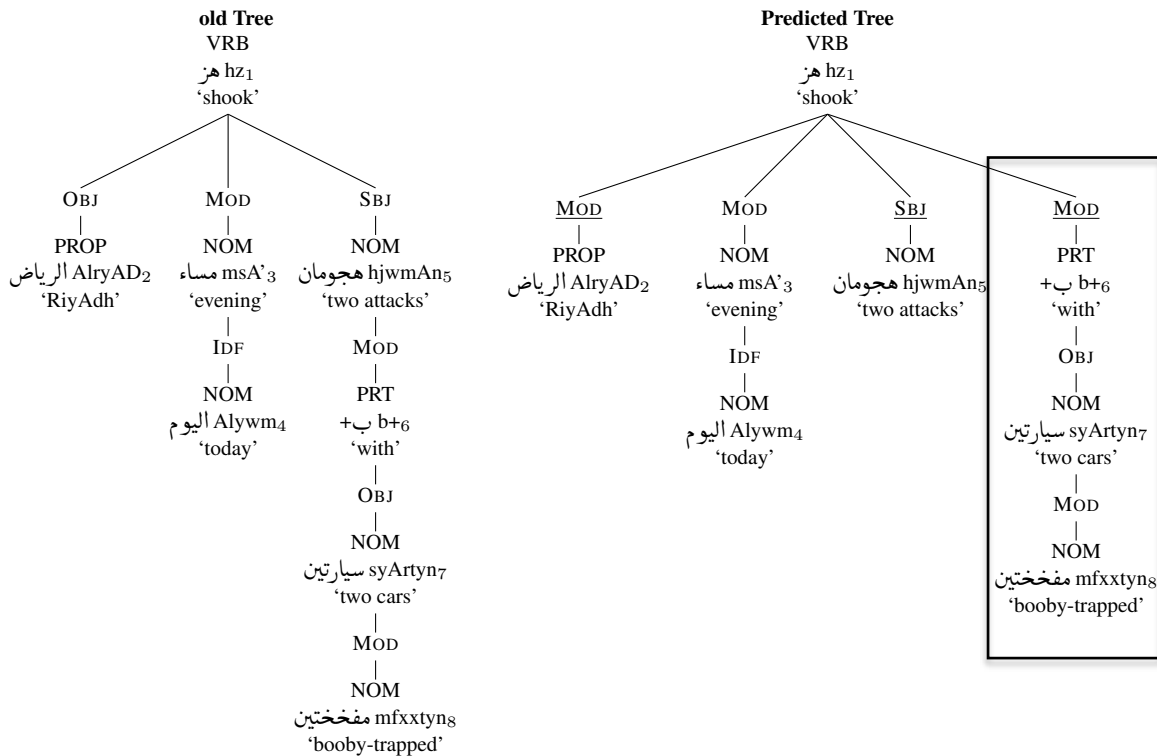 old Tree
VRB
هز hz1
‘shook’
OBJ MOD SBJ
PROP NOM NOM
الرياض AlryAD2 مساء msA’3 هجومان hjwmAn5
‘RiyAdh’ ‘evening’ ‘two attacks’
IDF MOD
NOM PRT
اليوم Alywm4 +ب b+6
‘today’ ‘with’
OBJ
NOM
سيارتين syArtyn7
‘two cars’
MOD
NOM
مفخختين mfxxtyn8
‘booby-trapped’
Predicted Tree
VRB
هز hz1
‘shook’
MOD MOD SBJ MOD
PROP NOM NOM PRT
الرياض AlryAD2 مساء msA’3 هجومان hjwmAn5 +ب b+6
‘RiyAdh’ ‘evening’ ‘two attacks’ ‘with’
IDF OBJ
NOM NOM
اليوم Alywm4 سيارتين syArtyn7
‘today’ ‘two cars’
MOD
NOM
مفخختين mfxxtyn8
‘booby-trapped’